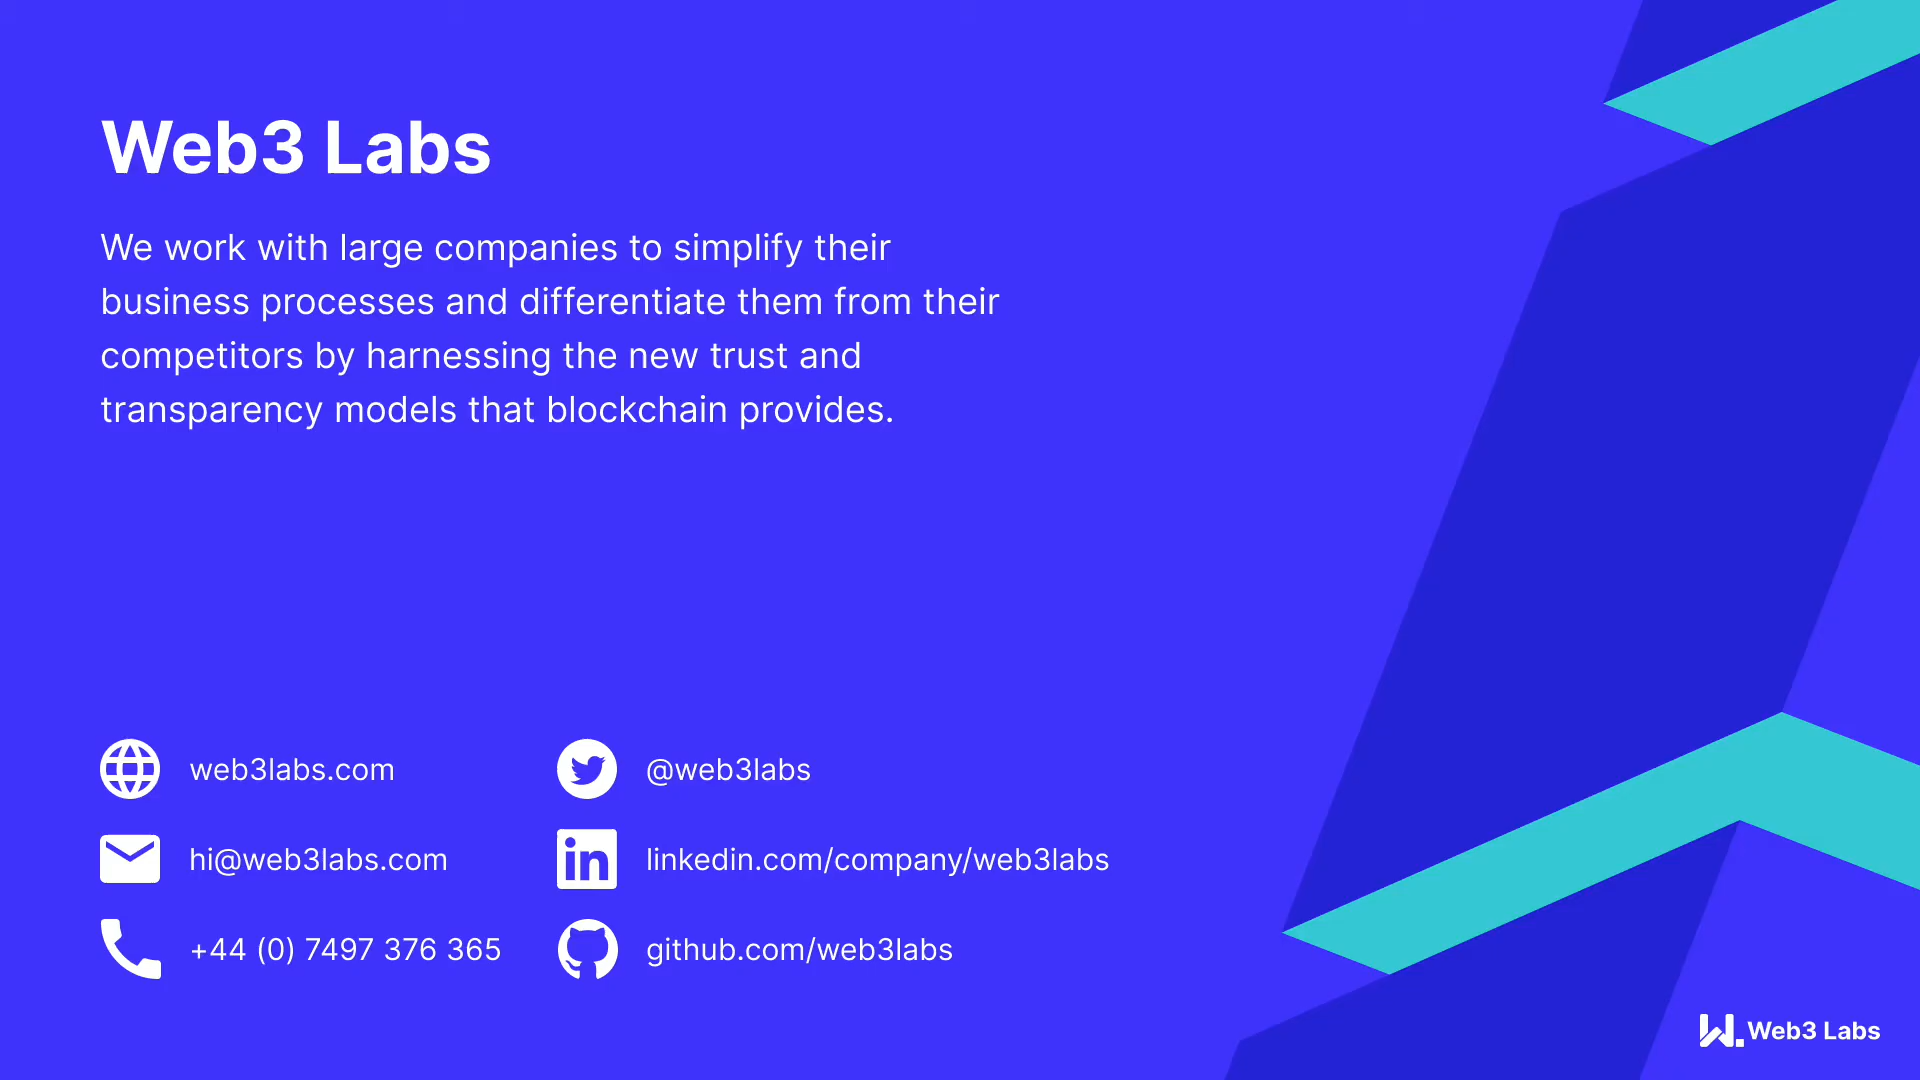 Web3 Labs
We work with large companies to simplify their
business processes and differentiate them from their
competitors by harnessing the new trust and
transparency models that blockchain provides.
web3labs.com
@web3labs
hi@web3labs.com
linkedin.com/company/web3labs
+44 (0) 7497 376 365
github.com/web3labs
Web3 Labs